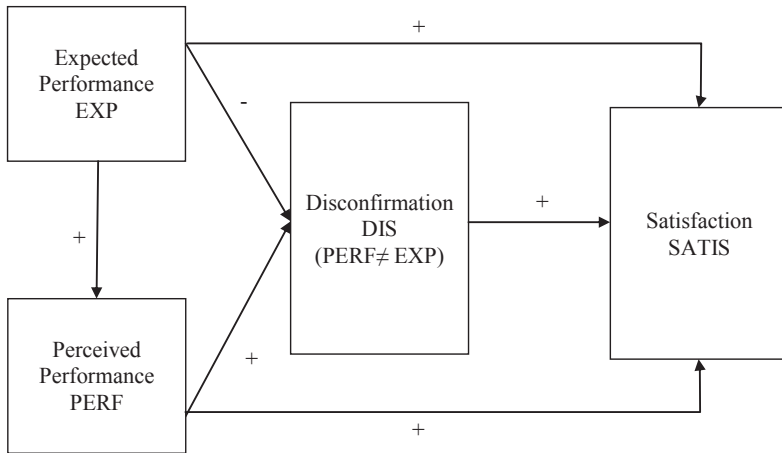 Expected
Performance
EXP
+
-
Disconfirmation
DIS
(PERF≠ EXP)
+
Satisfaction
SATIS
+
Perceived
Performance
PERF
+
+